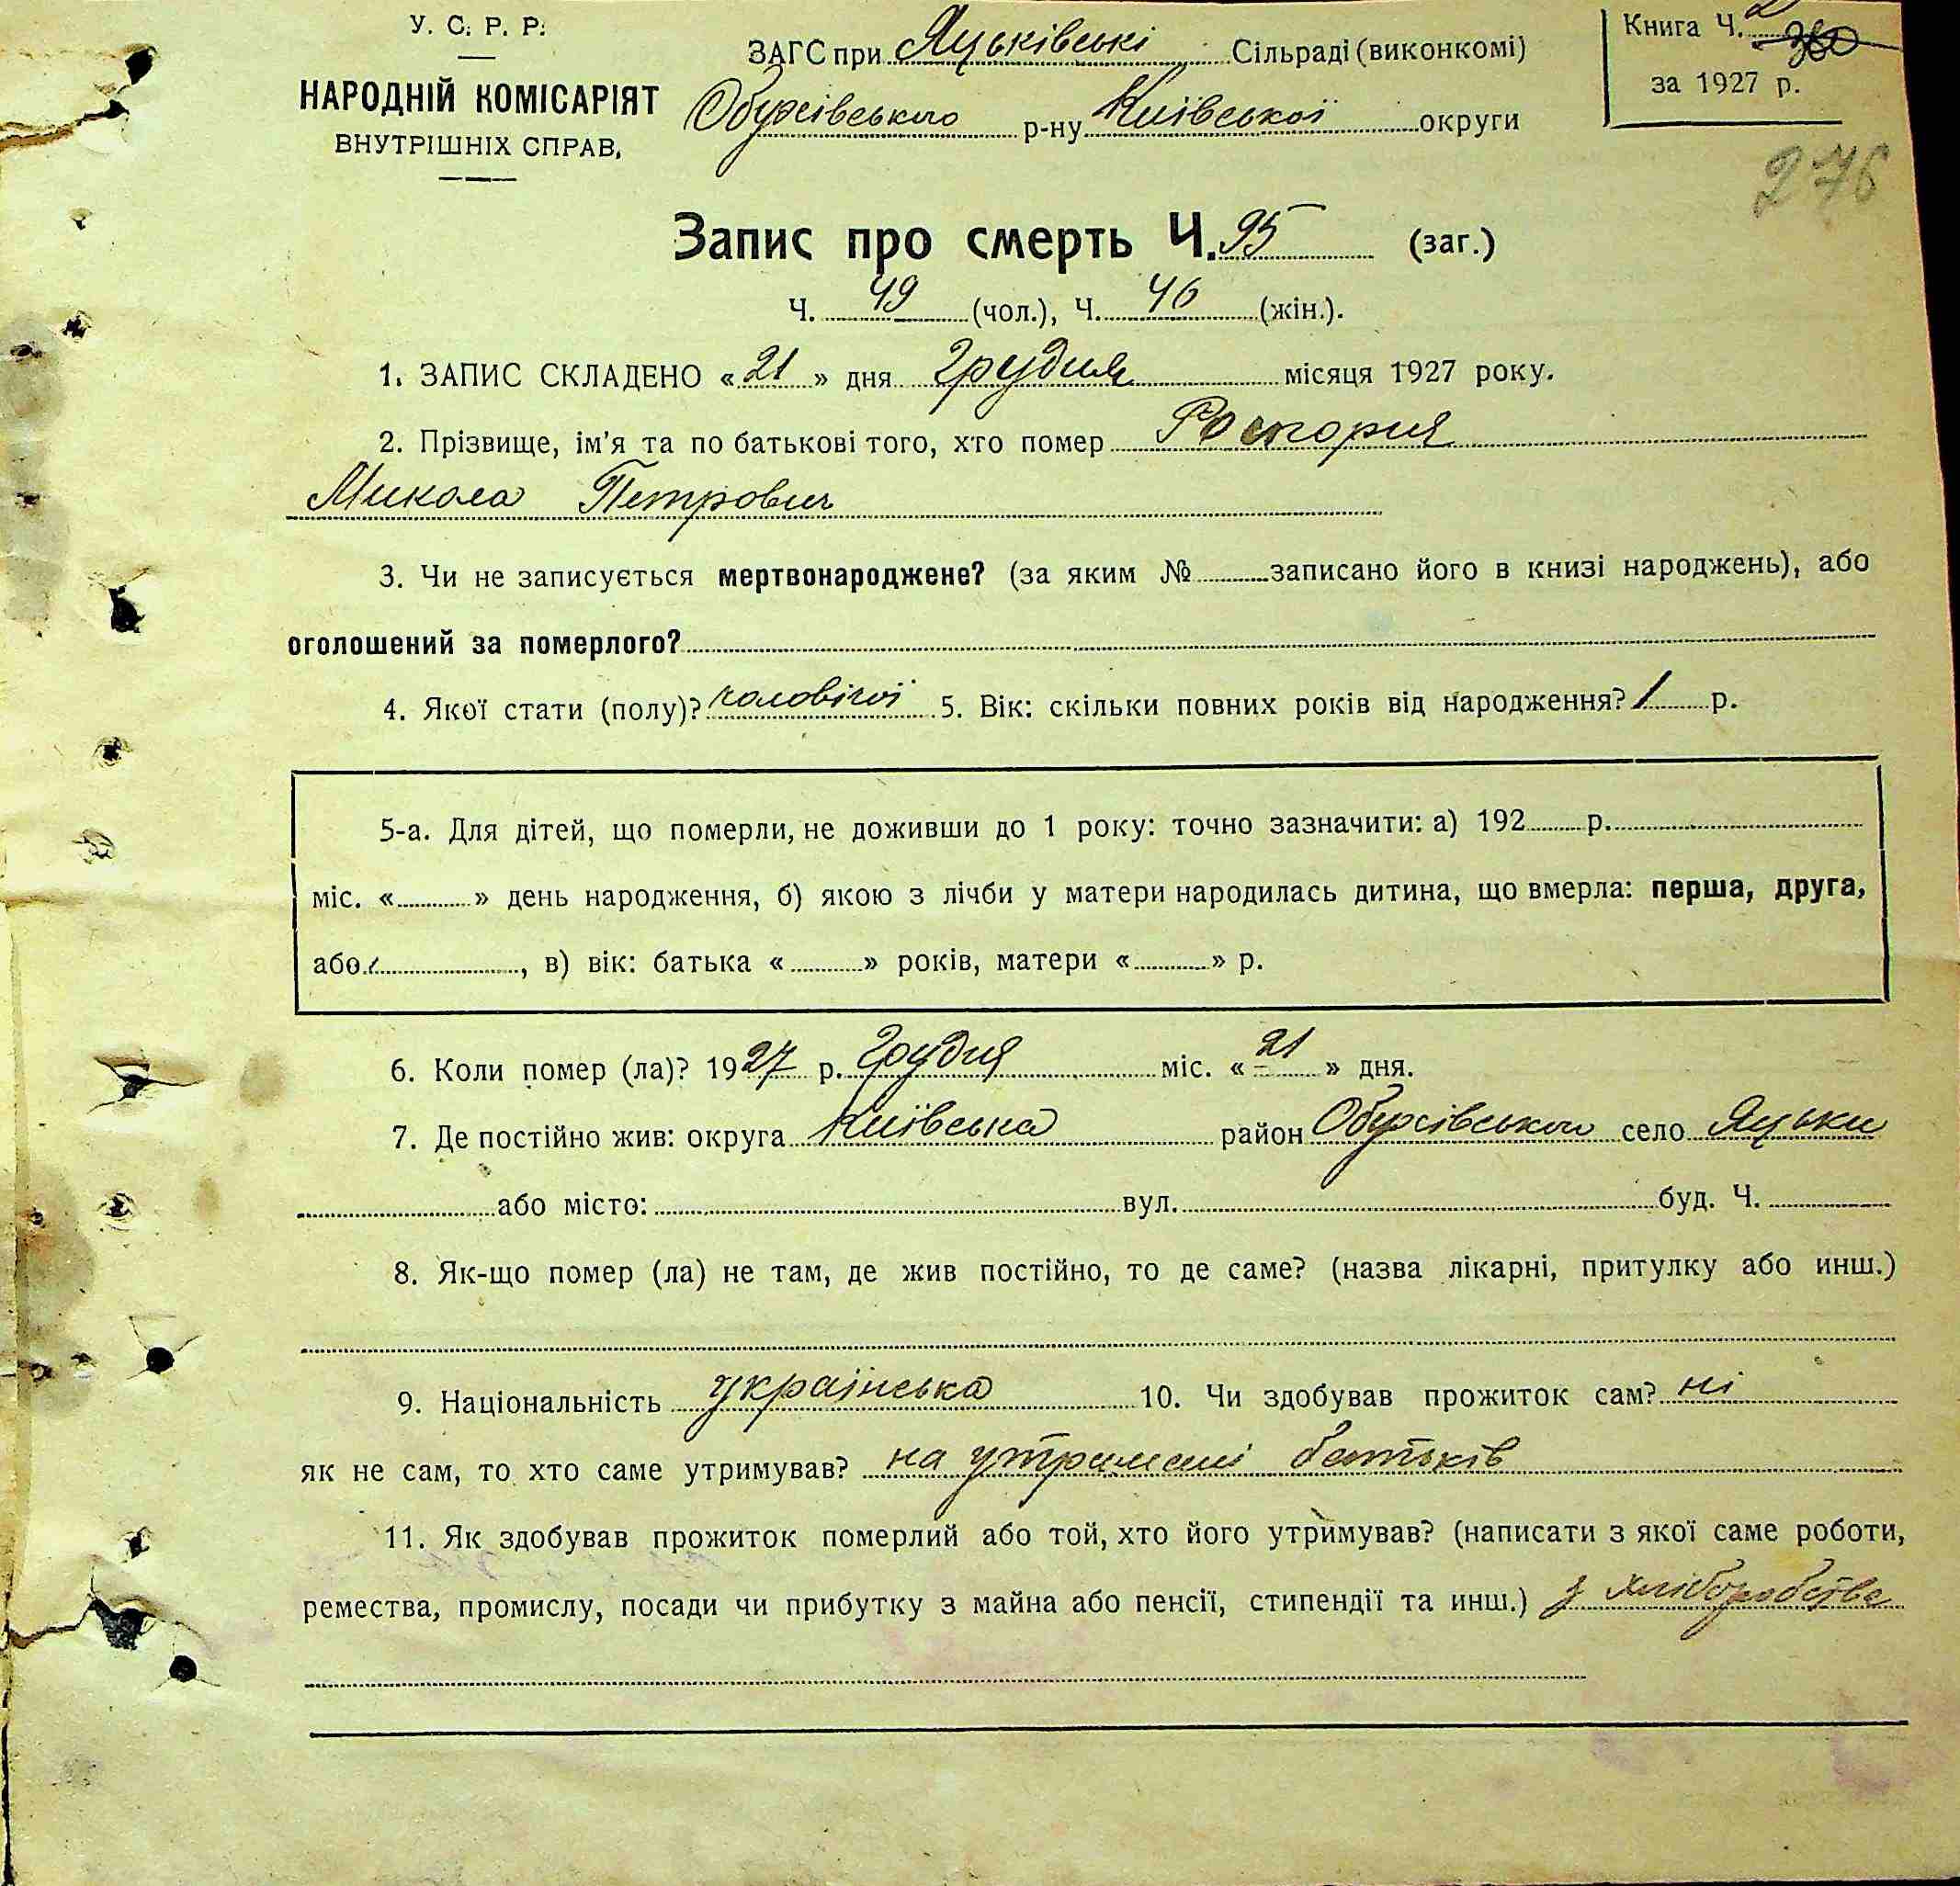 У. С. Р. Р.
НАРОДНІЙ КОМІСАРІЯТ
ВНУТРІШНІХ СПРАВ,
ЗАГС при Яцьківські Сільраді (виконкомі)
Обухівського р-ну Київської округи
Книга Ч. 2 380
за 1927 р.
276
Запис про смерть Ч. 95 (заг.)
Ч. 49 (чол.), Ч. 46 (жін.).
1. ЗАПИС СКЛАДЕНО «21» дня Грудня місяця 1927 року.
2. Прізвище, ім'я та по батькові того, хто помер
Микола Петрович
3. Чи не записується мертвонароджене? (за яким № записано його в книзі народжень), або
оголошений за померлого?
4. Якої стати (полу)? чоловічої 5. Вік: скільки повних років від народження? 1 р.
5-а. Для дітей, що померли, не доживши до 1 року: точно зазначити: а) 192 р.
міс. « » день народження, б) якою з лічби у матери народилась дитина, що вмерла: перша, друга,
або , в) вік: батька « » років, матери « » р.
6. Коли помер (ла)? 1927 р. Грудня міс. «21» дня.
7. Де постійно жив: округа Київська район Обухівського село Яцьки
або місто: вул. буд. Ч.
8. Як-що помер (ла) не там, де жив постійно, то де саме? (назва лікарні, притулку або инш.)
9. Національність українська 10. Чи здобував прожиток сам? ні
як не сам, то хто саме утримував? на утримані батьків
11. Як здобував прожиток померлий або той, хто його утримував? (написати з якої саме роботи,
ремества, промислу, посади чи прибутку з майна або пенсії, стипендії та инш.) з хліборобства